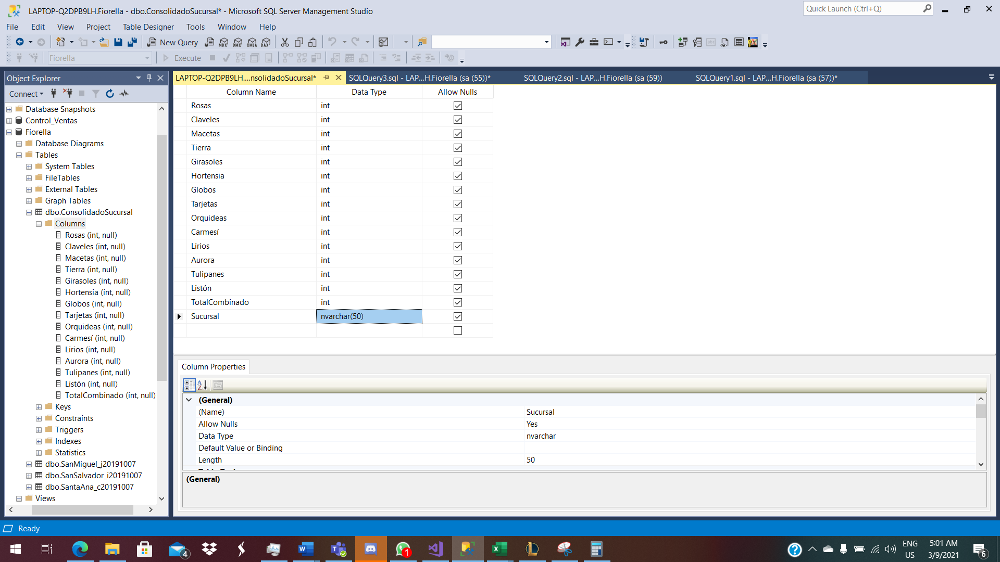 LAPTOP-Q2DPB9LH.Fiorella - dbo.ConsolidadoSucursal* - Microsoft SQL Server Management Studio
Quick Launch (Ctrl+Q)
File Edit View Project Table Designer Tools Window Help
New Query
MDX DMX XMLA DAX
Fiorella
Execute
Object Explorer
LAPTOP-Q2DPB9LH....nsolidadoSucursal*
SQLQuery3.sql - LAP...H.Fiorella (sa (55))*
SQLQuery2.sql - LAP...H.Fiorella (sa (59))
SQLQuery1.sql - LAP...H.Fiorella (sa (57))*
Connect
Database Snapshots
Control_Ventas
Fiorella
Database Diagrams
Tables
System Tables
FileTables
External Tables
Graph Tables
dbo.ConsolidadoSucursal
Columns
Rosas (int, null)
Claveles (int, null)
Macetas (int, null)
Tierra (int, null)
Girasoles (int, null)
Hortensia (int, null)
Globos (int, null)
Tarjetas (int, null)
Orquideas (int, null)
Carmesí (int, null)
Lirios (int, null)
Aurora (int, null)
Tulipanes (int, null)
Listón (int, null)
TotalCombinado (int, null)
Keys
Constraints
Triggers
Indexes
Statistics
dbo.SanMiguel_j20191007
dbo.SanSalvador_i20191007
dbo.SantaAna_c20191007
Views
Column Name Data Type Allow Nulls
Rosas int
Claveles int
Macetas int
Tierra int
Girasoles int
Hortensia int
Globos int
Tarjetas int
Orquideas int
Carmesí int
Lirios int
Aurora int
Tulipanes int
Listón int
TotalCombinado int
Sucursal nvarchar(50)
Column Properties
(General)
(Name) Sucursal
Allow Nulls Yes
Data Type nvarchar
Default Value or Binding
Length 50
(General)
Ready
4
1
ENG
US
5:01 AM
3/9/2021
6